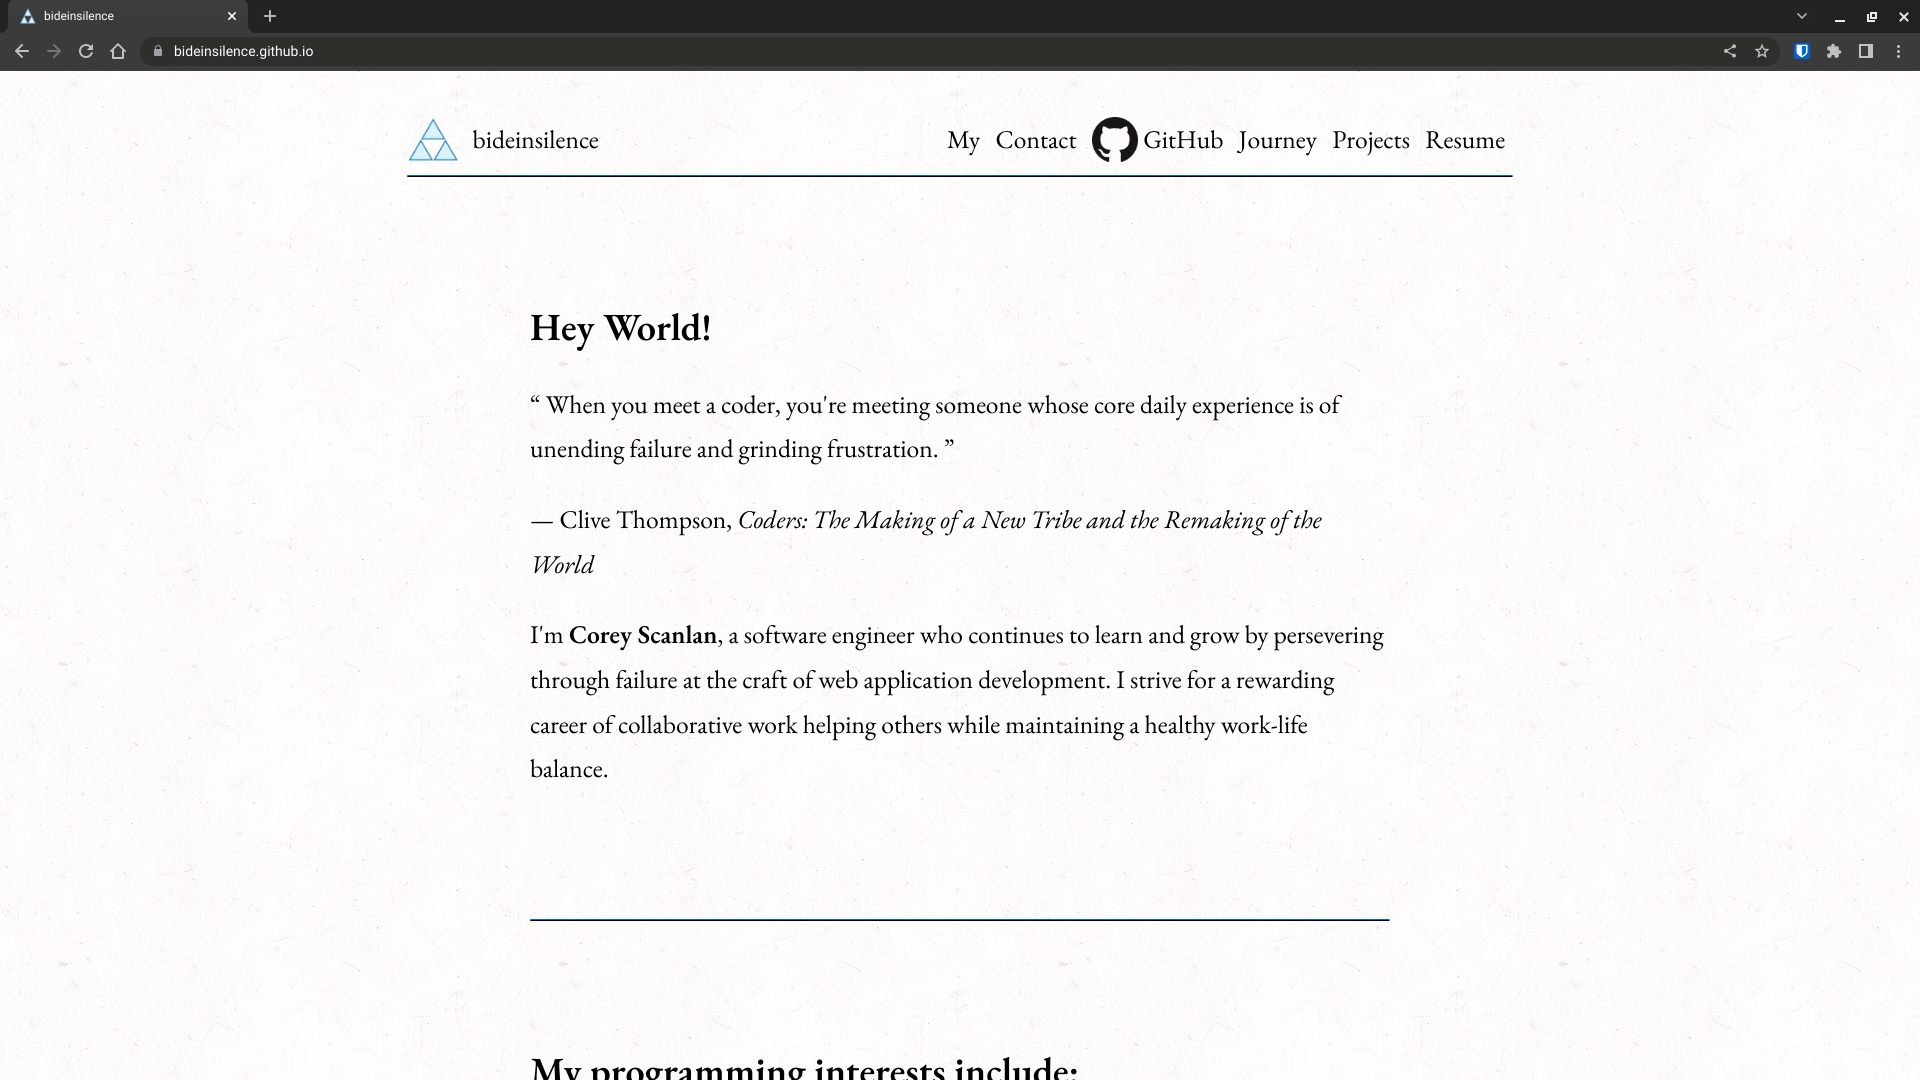 bideinsilence
bideinsilence.github.io
bideinsilence
My Contact GitHub Journey Projects Resume
Hey World!
“ When you meet a coder, you're meeting someone whose core daily experience is of
unending failure and grinding frustration. ”
— Clive Thompson, Coders: The Making of a New Tribe and the Remaking of the
World
I'm Corey Scanlan, a software engineer who continues to learn and grow by persevering
through failure at the craft of web application development. I strive for a rewarding
career of collaborative work helping others while maintaining a healthy work-life
balance.
My programming interests include: